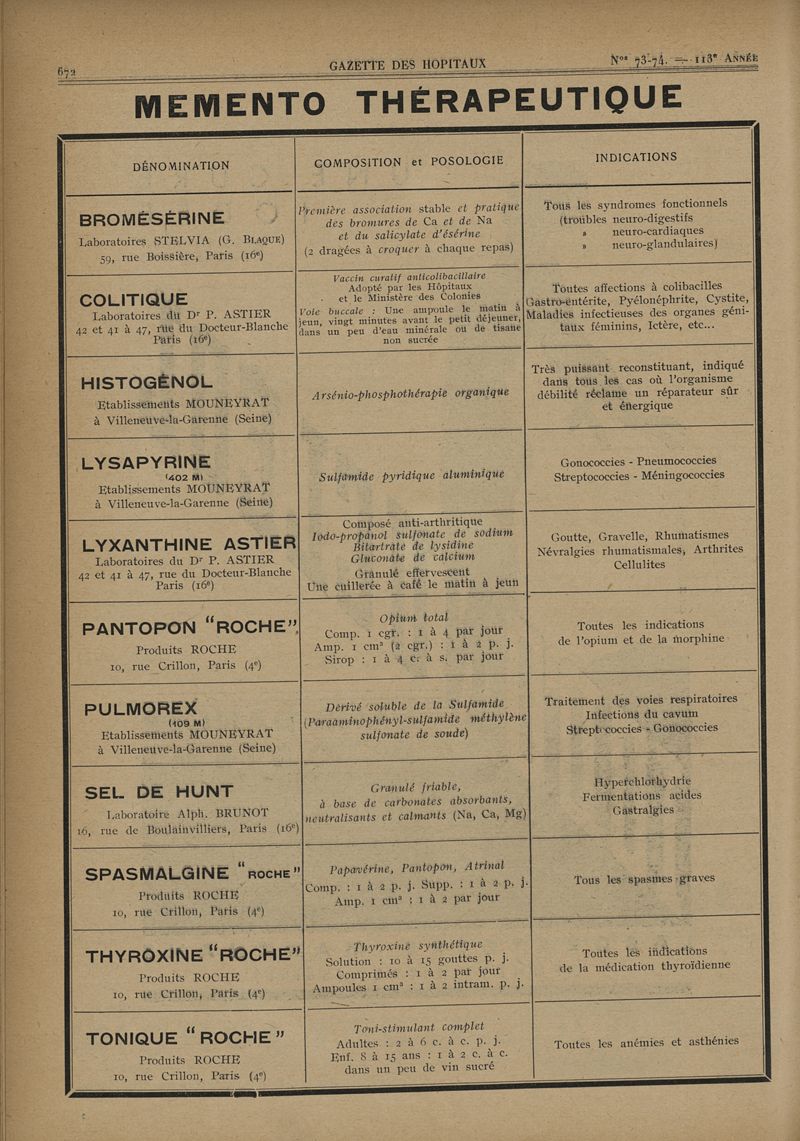 672
GAZETTE DES HOPITAUX
Nos 73-74. — 113e ANNÉE
MEMENTO THÉRAPEUTIQUE
DÉNOMINATION
COMPOSITION et POSOLOGIE
INDICATIONS
BROMÉSÉRINE
Laboratoires STELVIA (G. BLAQUE)
59, rue Boissière, Paris (16e)
Première association stable et pratique
des bromures de Ca et de Na
et du salicylate d'ésérine
(2 dragées à croquer à chaque repas)
Tous les syndromes fonctionnels
(troubles neuro-digestifs
» neuro-cardiaques
» neuro-glandulaires)
COLITIQUE
Laboratoires du Dr P. ASTIER
42 et 41 à 47, rue du Docteur-Blanche
Paris (16e)
Vaccin curatif anticolibacillaire
Adopté par les Hôpitaux
et le Ministère des Colonies
Voie buccale : Une ampoule le matin à
jeun, vingt minutes avant le petit déjeuner,
dans un peu d'eau minérale ou de tisane
non sucrée
Toutes affections à colibacilles
Gastro-entérite, Pyélonéphrite, Cystite,
Maladies infectieuses des organes géni-
taux féminins, Ictère, etc...
HISTOGÉNOL
Etablissements MOUNEYRAT
à Villeneuve-la-Garenne (Seine)
Arsénio-phosphothérapie organique
Très puissant reconstituant, indiqué
dans tous les cas où l'organisme
débilité réclame un réparateur sûr
et énergique
LYSAPYRINE
(402 M)
Etablissements MOUNEYRAT
à Villeneuve-la-Garenne (Seine)
Sulfamide pyridique aluminique
Gonococcies - Pneumococcies
Streptococcies - Méningococcies
LYXANTHINE ASTIER
Laboratoires du Dr P. ASTIER
42 et 41 à 47, rue du Docteur-Blanche
Paris (16e)
Composé anti-arthritique
Iodo-propanol sulfonate de sodium
Bitartrate de lysidine
Gluconate de calcium
Granulé effervescent
Une cuillerée à café le matin à jeun
Goutte, Gravelle, Rhumatismes
Névralgies rhumatismales, Arthrites
Cellulites
PANTOPON "ROCHE"
Produits ROCHE
10, rue Crillon, Paris (4e)
Opium total
Comp. 1 cgr. : 1 à 4 par jour
Amp. 1 cm3 (2 cgr.) : 1 à 2 p. j.
Sirop : 1 à 4 c. à s. par jour
Toutes les indications
de l'opium et de la morphine
PULMOREX
(109 M)
Etablissements MOUNEYRAT
à Villeneuve-la-Garenne (Seine)
Dérivé soluble de la Sulfamide
(Paraaminophényl-sulfamide méthylène
sulfonate de soude)
Traitement des voies respiratoires
Infections du cavum
Streptococcies - Gonococcies
SEL DE HUNT
Laboratoire Alph. BRUNOT
16, rue de Boulainvilliers, Paris (16e)
Granulé friable,
à base de carbonates absorbants,
neutralisants et calmants (Na, Ca, Mg)
Hyperchlorhydrie
Fermentations acides
Gastralgies
SPASMALGINE "ROCHE"
Produits ROCHE
10, rue Crillon, Paris (4e)
Papavérine, Pantopon, Atrinal
Comp. : 1 à 2 p. j. Supp. : 1 à 2 p. j.
Amp. 1 cm3 : 1 à 2 par jour
Tous les spasmes graves
THYROXINE "ROCHE"
Produits ROCHE
10, rue Crillon, Paris (4e)
Thyroxine synthétique
Solution : 10 à 15 gouttes p. j.
Comprimés : 1 à 2 par jour
Ampoules 1 cm3 : 1 à 2 intram. p. j.
Toutes les indications
de la médication thyroïdienne
TONIQUE "ROCHE"
Produits ROCHE
10, rue Crillon, Paris (4e)
Toni-stimulant complet
Adultes : 2 à 6 c. à c. p. j.
Enf. 8 à 15 ans : 1 à 2 c. à c.
dans un peu de vin sucré
Toutes les anémies et asthénies